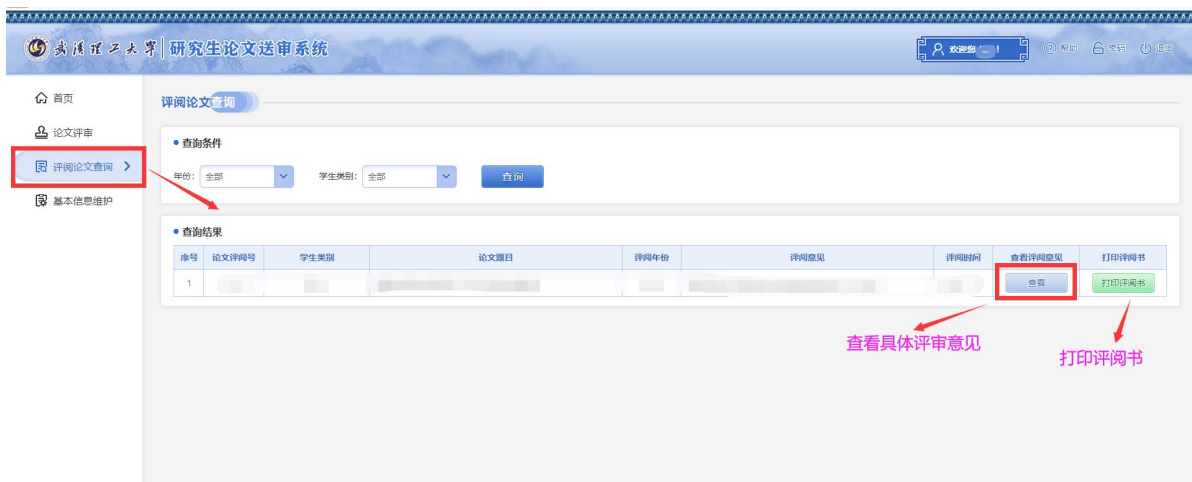 武汉理工大学 研究生论文送审系统
欢迎您 ! 帮助 密码 退出
首页
论文评审
评阅论文查询
基本信息维护
评阅论文查询
查询条件
年份: 全部 学生类别: 全部 查询
查询结果
序号 论文评阅号 学生类别 论文题目 评阅年份 评阅意见 评阅时间 查看评阅意见 打印评阅书
1 查看 打印评阅书
查看具体评审意见
打印评阅书